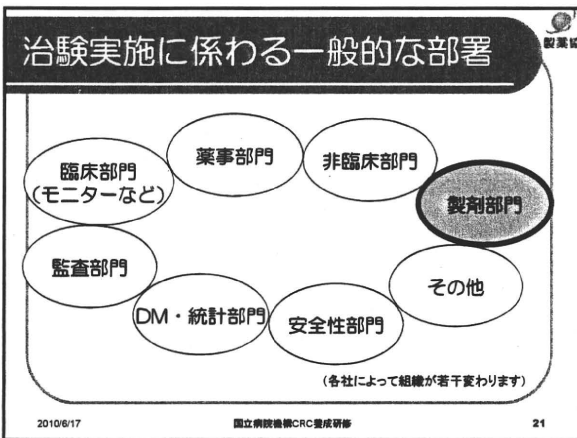 治験実施に係わる一般的な部署
製薬協
薬事部門
非臨床部門
臨床部門
(モニターなど)
製剤部門
監査部門
その他
DM・統計部門
安全性部門
(各社によって組織が若干変わります)
2010/6/17
国立病院機構CRC養成研修
21